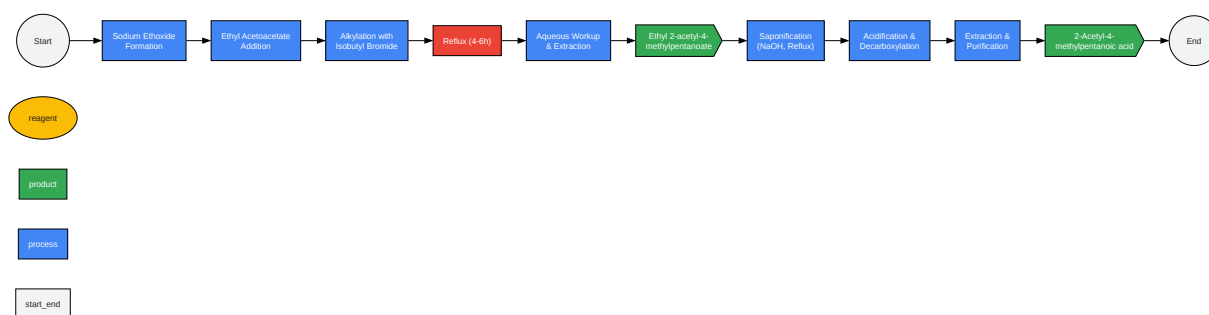 Start
Sodium Ethoxide
Formation
Ethyl Acetoacetate
Addition
Alkylation with
Isobutyl Bromide
Reflux (4-6h)
Aqueous Workup
& Extraction
Ethyl 2-acetyl-4-
methylpentanoate
Saponification
(NaOH, Reflux)
Acidification &
Decarboxylation
Extraction &
Purification
2-Acetyl-4-
methylpentanoic acid
End
reagent
product
process
start_end